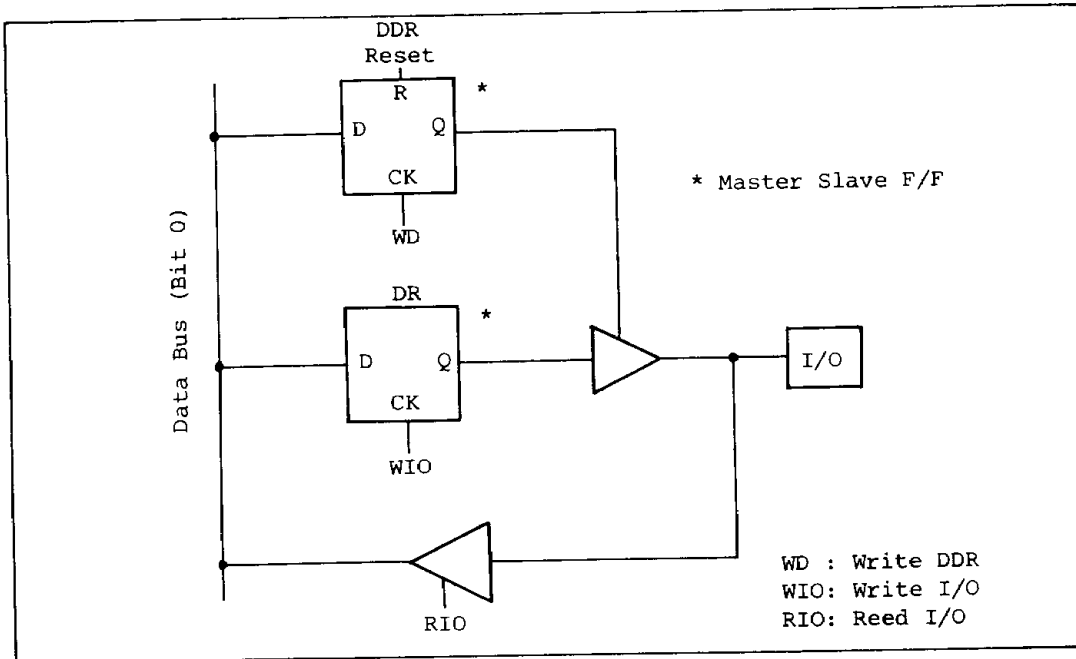 DDR
Reset
R
*
D
Q
CK
* Master Slave F/F
WD
Data Bus (Bit 0)
DR
*
D
Q
CK
I/O
WIO
WD : Write DDR
WIO: Write I/O
RIO: Reed I/O
RIO